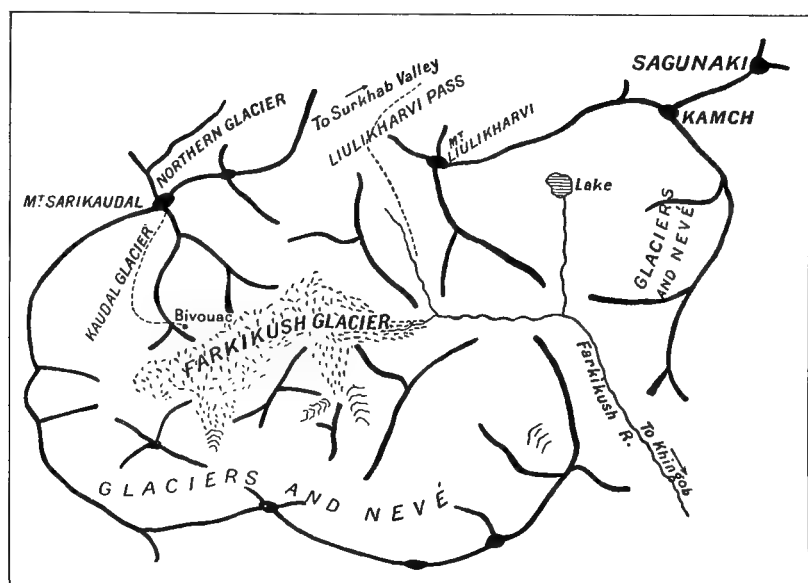 SAGUNAKI
To Surkhab Valley
LIULIKHARVI PASS
NORTHERN GLACIER
MT LIULIKHARVI
KAMCH
Lake
MT SARIKAUDAL
GLACIERS
AND NEVÉ
KAUDAL GLACIER
Bivouac
FARKIKUSH GLACIER
Farkikush R.
To Khingob
GLACIERS AND NEVÉ